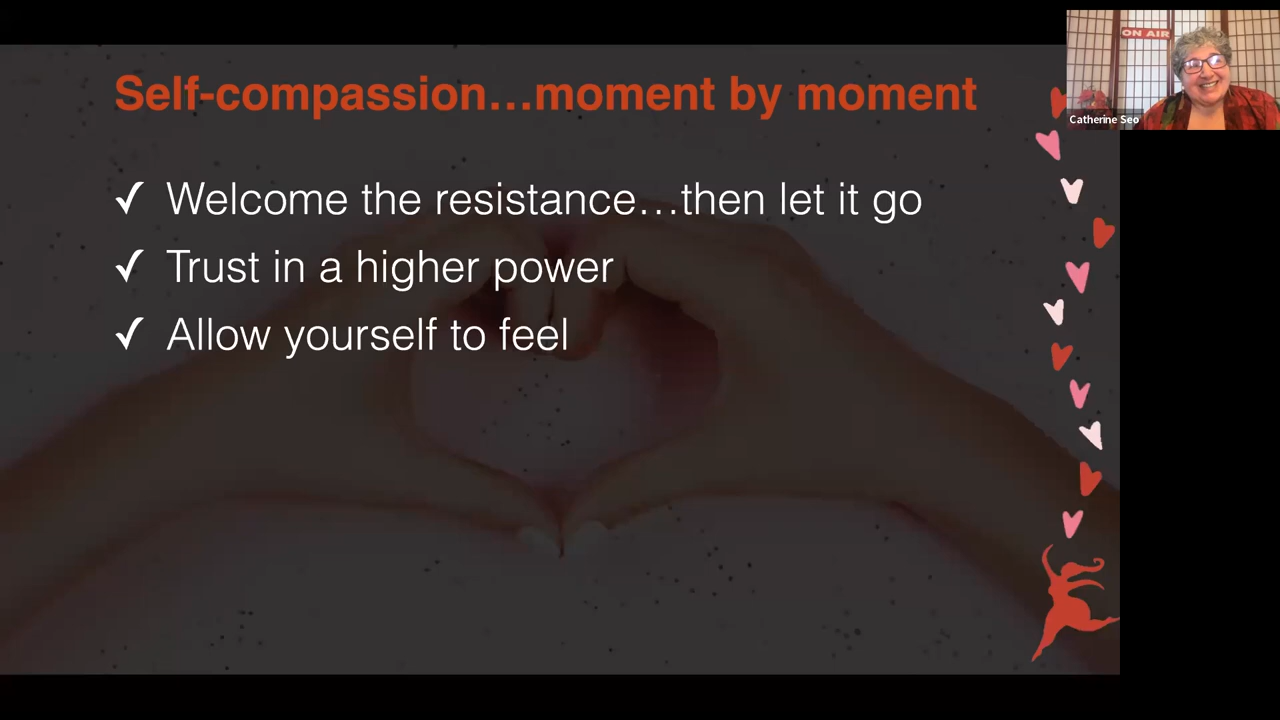 Self-compassion...moment by moment
✓ Welcome the resistance...then let it go
✓ Trust in a higher power
✓ Allow yourself to feel
ON AIR
Catherine Seo